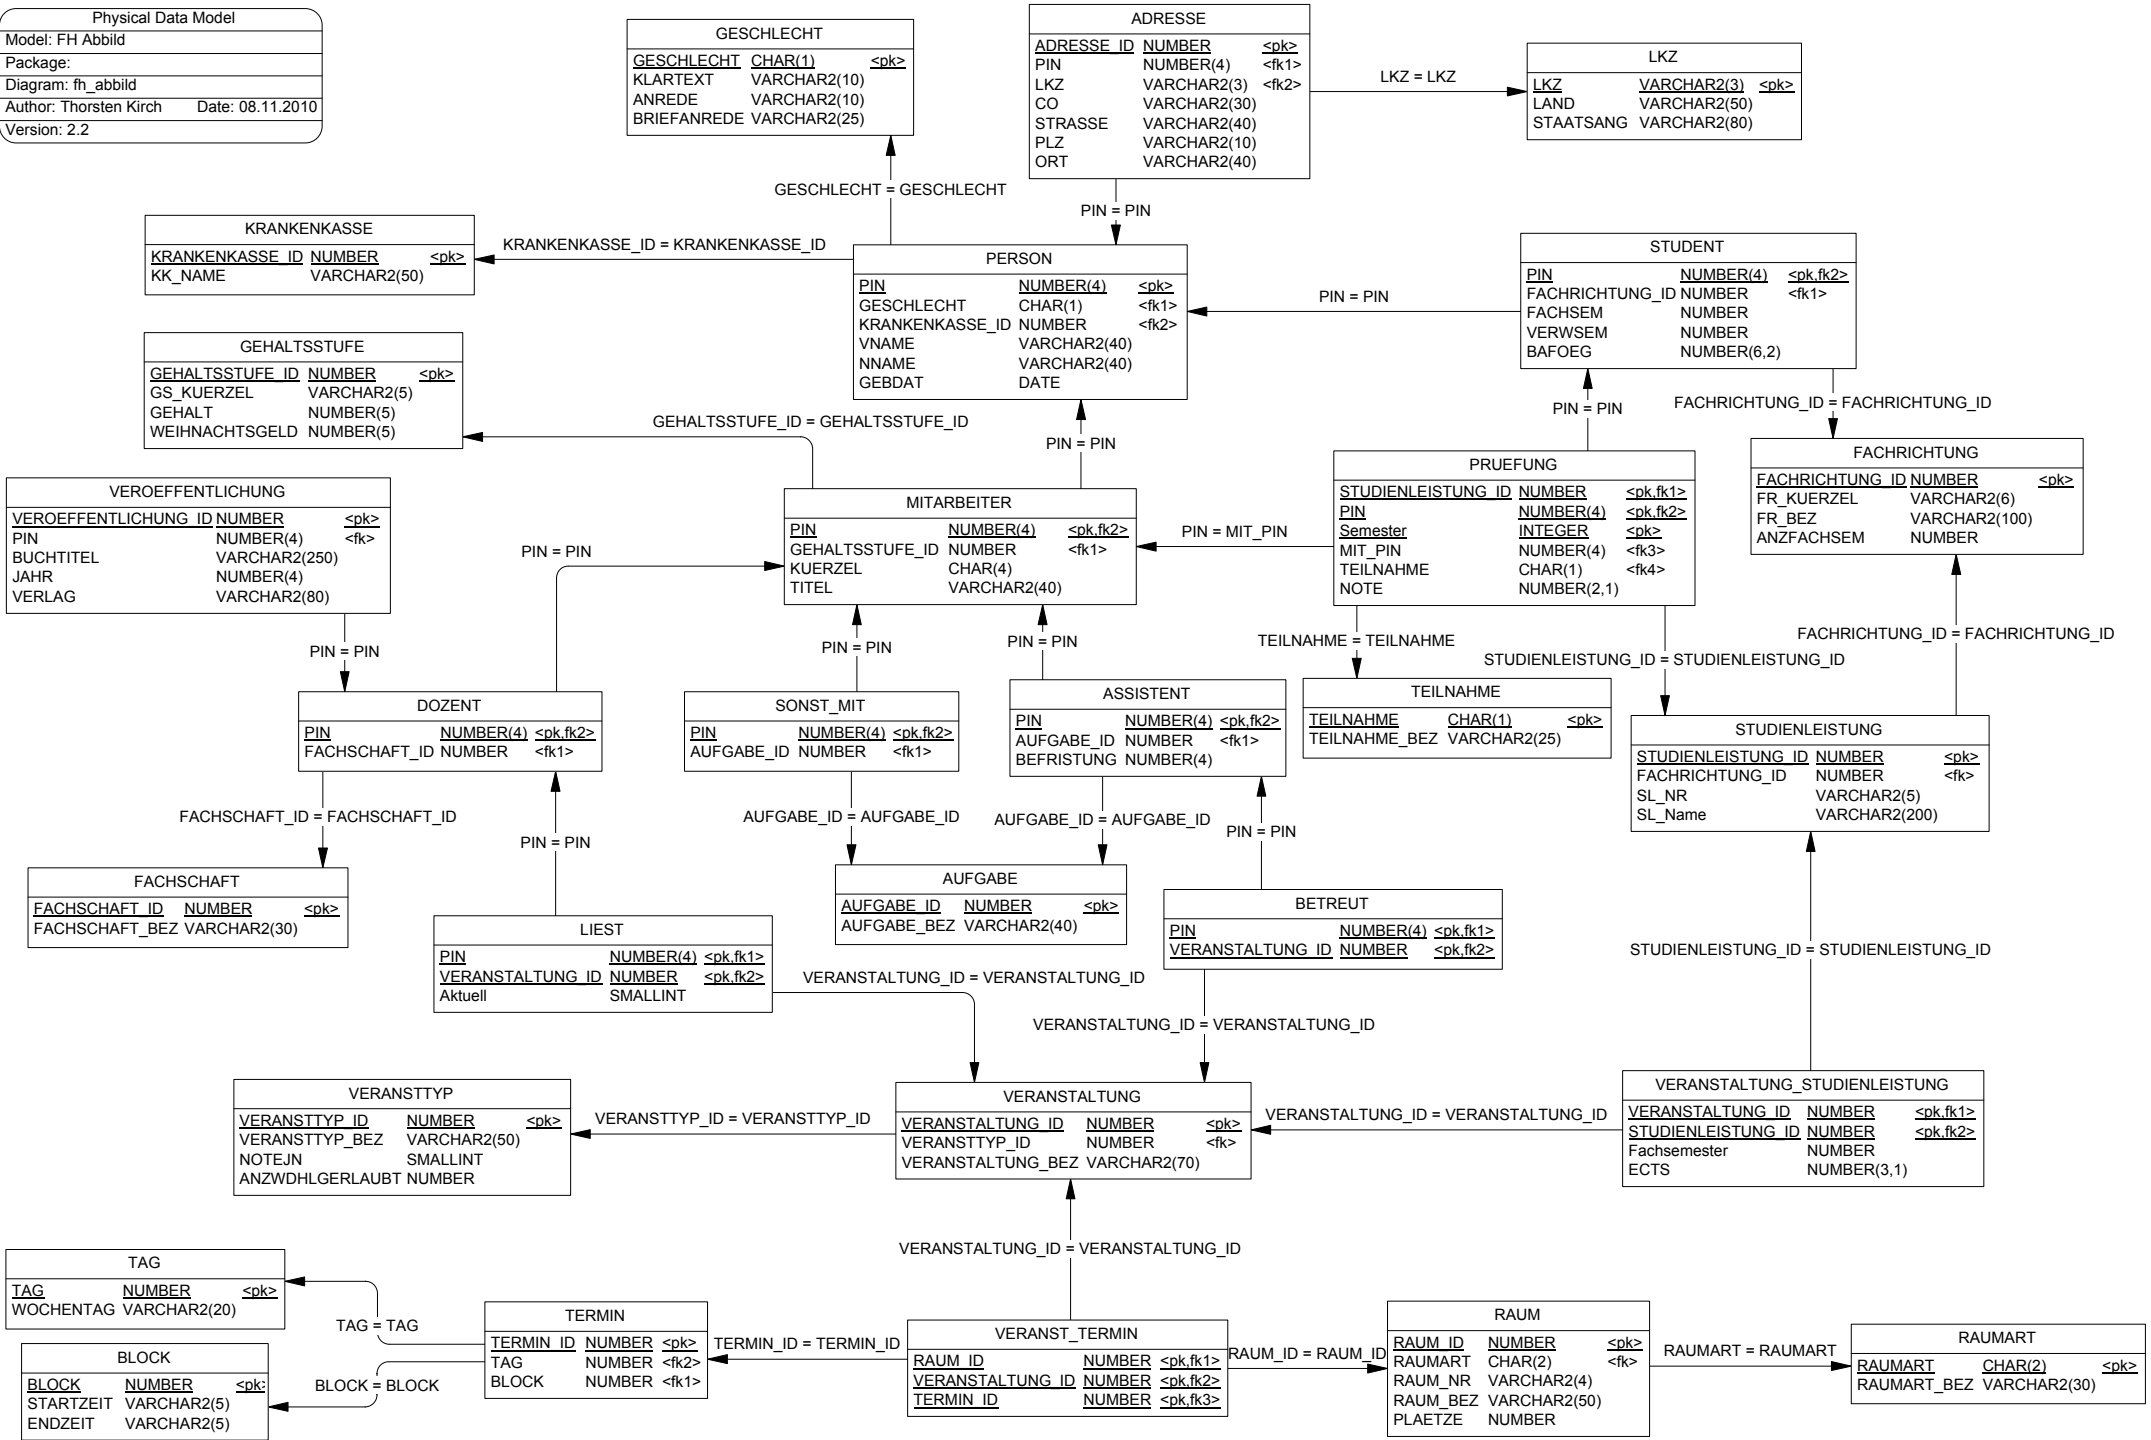 Physical Data Model
Model: FH Abbild
Package:
Diagram: fh_abbild
Author: Thorsten Kirch Date: 08.11.2010
Version: 2.2
GESCHLECHT
GESCHLECHT CHAR(1) <pk>
KLARTEXT VARCHAR2(10)
ANREDE VARCHAR2(10)
BRIEFANREDE VARCHAR2(25)
ADRESSE
ADRESSE_ID NUMBER <pk>
PIN NUMBER(4) <fk1>
LKZ VARCHAR2(3) <fk2>
CO VARCHAR2(30)
STRASSE VARCHAR2(40)
PLZ VARCHAR2(10)
ORT VARCHAR2(40)
LKZ = LKZ
LKZ
LKZ VARCHAR2(3) <pk>
LAND VARCHAR2(50)
STAATSANG VARCHAR2(80)
GESCHLECHT = GESCHLECHT
PIN = PIN
KRANKENKASSE
KRANKENKASSE_ID NUMBER <pk>
KK_NAME VARCHAR2(50)
KRANKENKASSE_ID = KRANKENKASSE_ID
PERSON
PIN NUMBER(4) <pk>
GESCHLECHT CHAR(1) <fk1>
KRANKENKASSE_ID NUMBER <fk2>
VNAME VARCHAR2(40)
NNAME VARCHAR2(40)
GEBDAT DATE
PIN = PIN
STUDENT
PIN NUMBER(4) <pk,fk2>
FACHRICHTUNG_ID NUMBER <fk1>
FACHSEM NUMBER
VERWSEM NUMBER
BAFOEG NUMBER(6,2)
GEHALTSSTUFE
GEHALTSSTUFE_ID NUMBER <pk>
GS_KUERZEL VARCHAR2(5)
GEHALT NUMBER(5)
WEIHNACHTSGELD NUMBER(5)
GEHALTSSTUFE_ID = GEHALTSSTUFE_ID
PIN = PIN
PIN = PIN
FACHRICHTUNG_ID = FACHRICHTUNG_ID
FACHRICHTUNG
FACHRICHTUNG_ID NUMBER <pk>
FR_KUERZEL VARCHAR2(6)
FR_BEZ VARCHAR2(100)
ANZFACHSEM NUMBER
VEROEFFENTLICHUNG
VEROEFFENTLICHUNG_ID NUMBER <pk>
PIN NUMBER(4) <fk>
BUCHTITEL VARCHAR2(250)
JAHR NUMBER(4)
VERLAG VARCHAR2(80)
PIN = PIN
MITARBEITER
PIN NUMBER(4) <pk,fk2>
GEHALTSSTUFE_ID NUMBER <fk1>
KUERZEL CHAR(4)
TITEL VARCHAR2(40)
PIN = MIT_PIN
PRUEFUNG
STUDIENLEISTUNG_ID NUMBER <pk,fk1>
PIN NUMBER(4) <pk,fk2>
Semester INTEGER <pk>
MIT_PIN NUMBER(4) <fk3>
TEILNAHME CHAR(1) <fk4>
NOTE NUMBER(2,1)
PIN = PIN
PIN = PIN
PIN = PIN
TEILNAHME = TEILNAHME
STUDIENLEISTUNG_ID = STUDIENLEISTUNG_ID
FACHRICHTUNG_ID = FACHRICHTUNG_ID
DOZENT
PIN NUMBER(4) <pk,fk2>
FACHSCHAFT_ID NUMBER <fk1>
SONST_MIT
PIN NUMBER(4) <pk,fk2>
AUFGABE_ID NUMBER <fk1>
ASSISTENT
PIN NUMBER(4) <pk,fk2>
AUFGABE_ID NUMBER <fk1>
BEFRISTUNG NUMBER(4)
TEILNAHME
TEILNAHME CHAR(1) <pk>
TEILNAHME_BEZ VARCHAR2(25)
STUDIENLEISTUNG
STUDIENLEISTUNG_ID NUMBER <pk>
FACHRICHTUNG_ID NUMBER <fk>
SL_NR VARCHAR2(5)
SL_Name VARCHAR2(200)
FACHSCHAFT_ID = FACHSCHAFT_ID
PIN = PIN
AUFGABE_ID = AUFGABE_ID
AUFGABE_ID = AUFGABE_ID
PIN = PIN
FACHSCHAFT
FACHSCHAFT_ID NUMBER <pk>
FACHSCHAFT_BEZ VARCHAR2(30)
LIEST
PIN NUMBER(4) <pk,fk1>
VERANSTALTUNG_ID NUMBER <pk,fk2>
Aktuell SMALLINT
AUFGABE
AUFGABE_ID NUMBER <pk>
AUFGABE_BEZ VARCHAR2(40)
BETREUT
PIN NUMBER(4) <pk,fk1>
VERANSTALTUNG_ID NUMBER <pk,fk2>
STUDIENLEISTUNG_ID = STUDIENLEISTUNG_ID
VERANSTALTUNG_ID = VERANSTALTUNG_ID
VERANSTALTUNG_ID = VERANSTALTUNG_ID
VERANSTTYP
VERANSTTYP_ID NUMBER <pk>
VERANSTTYP_BEZ VARCHAR2(50)
NOTEJN SMALLINT
ANZWDHLGERLAUBT NUMBER
VERANSTTYP_ID = VERANSTTYP_ID
VERANSTALTUNG
VERANSTALTUNG_ID NUMBER <pk>
VERANSTTYP_ID NUMBER <fk>
VERANSTALTUNG_BEZ VARCHAR2(70)
VERANSTALTUNG_ID = VERANSTALTUNG_ID
VERANSTALTUNG_STUDIENLEISTUNG
VERANSTALTUNG_ID NUMBER <pk,fk1>
STUDIENLEISTUNG_ID NUMBER <pk,fk2>
Fachsemester NUMBER
ECTS NUMBER(3,1)
VERANSTALTUNG_ID = VERANSTALTUNG_ID
TAG
TAG NUMBER <pk>
WOCHENTAG VARCHAR2(20)
TAG = TAG
BLOCK
BLOCK NUMBER <pk>
STARTZEIT VARCHAR2(5)
ENDZEIT VARCHAR2(5)
BLOCK = BLOCK
TERMIN
TERMIN_ID NUMBER <pk>
TAG NUMBER <fk2>
BLOCK NUMBER <fk1>
TERMIN_ID = TERMIN_ID
VERANST_TERMIN
RAUM_ID NUMBER <pk,fk1>
VERANSTALTUNG_ID NUMBER <pk,fk2>
TERMIN_ID NUMBER <pk,fk3>
RAUM_ID = RAUM_ID
RAUM
RAUM_ID NUMBER <pk>
RAUMART CHAR(2) <fk>
RAUM_NR VARCHAR2(4)
RAUM_BEZ VARCHAR2(50)
PLAETZE NUMBER
RAUMART = RAUMART
RAUMART
RAUMART CHAR(2) <pk>
RAUMART_BEZ VARCHAR2(30)